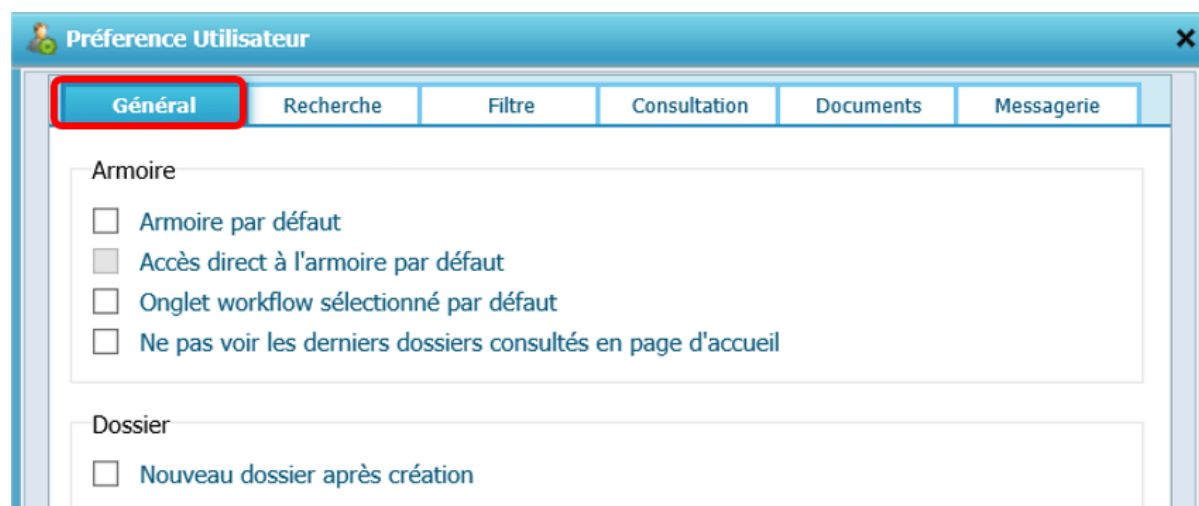 Préference Utilisateur
Général Recherche Filtre Consultation Documents Messagerie
Armoire
Armoire par défaut
Accès direct à l'armoire par défaut
Onglet workflow sélectionné par défaut
Ne pas voir les derniers dossiers consultés en page d'accueil
Dossier
Nouveau dossier après création